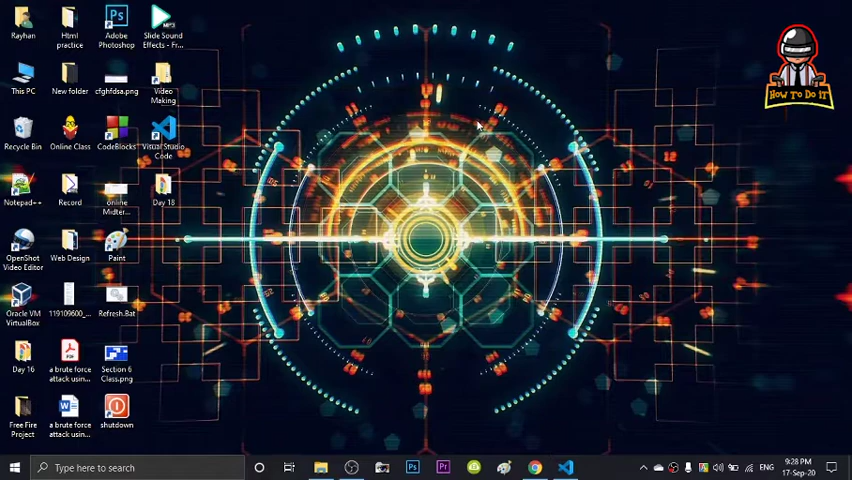 Rayhan
Html practice
Adobe Photoshop
Slide Sound Effects - Fr...
This PC
New folder
cfghfdsa.png
Video Making
Recycle Bin
Online Class
CodeBlocks
Visual Studio Code
Notepad++
Record
online Midter...
Day 18
OpenShot Video Editor
Web Design
Paint
Oracle VM VirtualBox
119109600_...
Refresh.Bat
Day 16
a brute force attack using...
Section 6 Class.png
Free Fire Project
a brute force attack using...
shutdown
HOW TO DO IT
Type here to search
ENG
9:28 PM
17-Sep-20